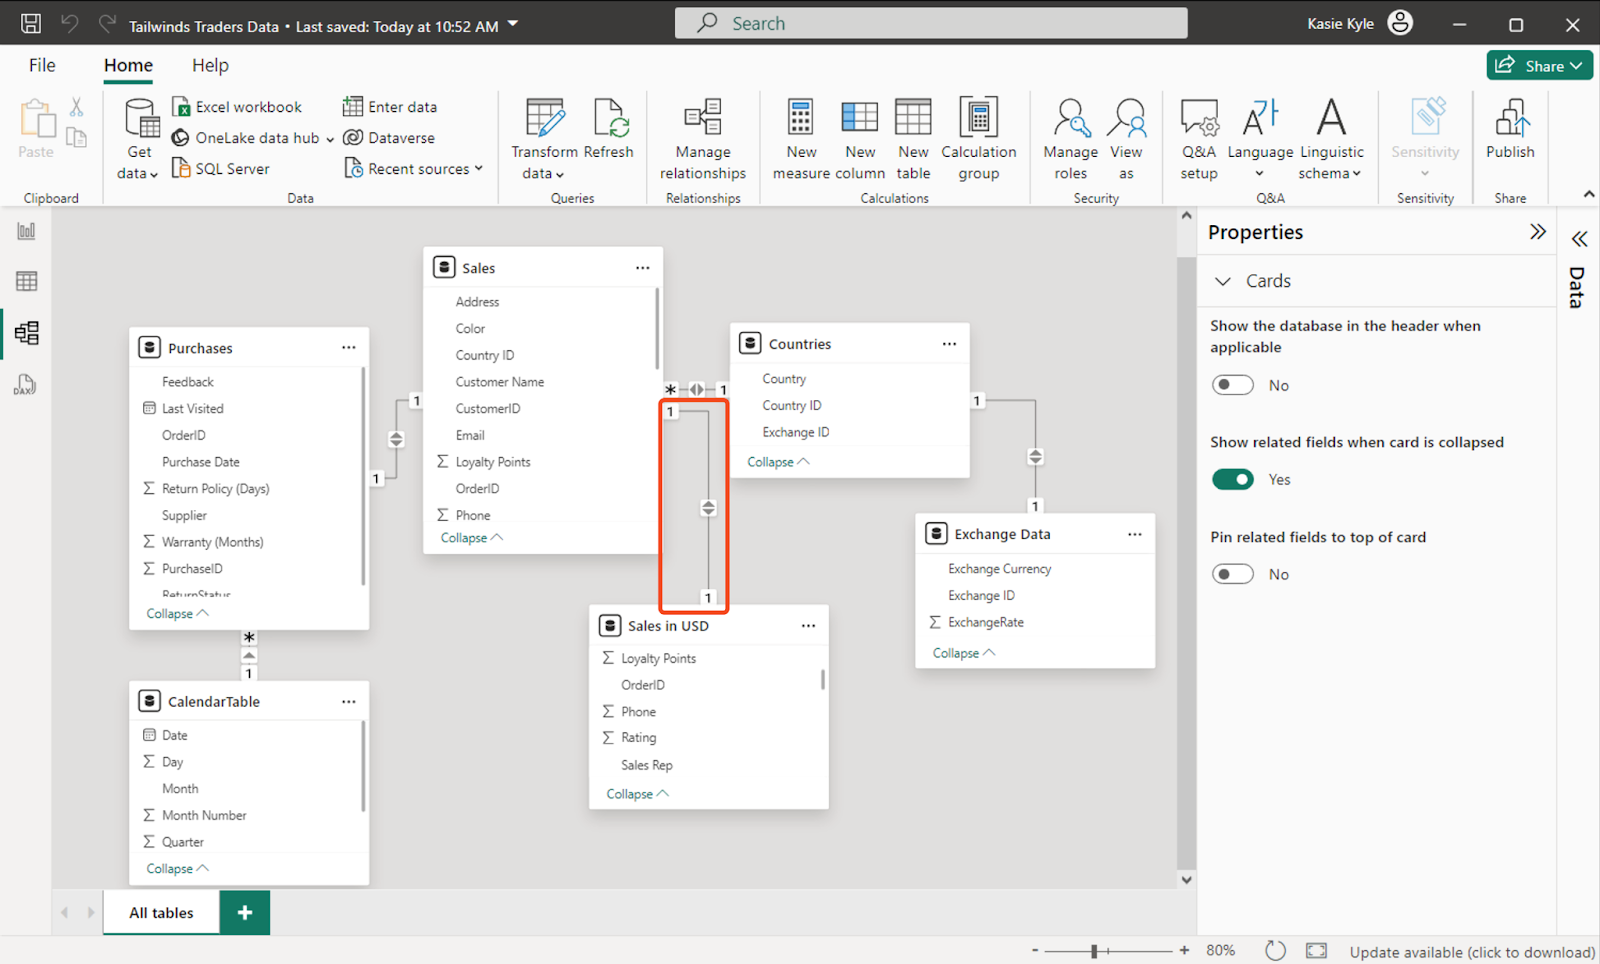 Tailwinds Traders Data • Last saved: Today at 10:52 AM
Search
Kasie Kyle
File
Home
Help
Share
Paste
Clipboard
Get
data
Excel workbook
OneLake data hub
SQL Server
Enter data
Dataverse
Recent sources
Data
Transform
data
Refresh
Queries
Manage
relationships
Relationships
New
measure
New
column
New
table
Calculation
group
Calculations
Manage
roles
View
as
Security
Q&A
setup
Language
Linguistic
schema
Q&A
Sensitivity
Sensitivity
Publish
Share
DAX
Purchases
Feedback
Last Visited
OrderID
Purchase Date
Σ Return Policy (Days)
Supplier
Σ Warranty (Months)
Σ PurchaseID
ReturnStatus
Collapse
*
1
CalendarTable
Date
Σ Day
Month
Σ Month Number
Σ Quarter
Collapse
1
1
Sales
Address
Color
Country ID
Customer Name
CustomerID
Email
Σ Loyalty Points
OrderID
Σ Phone
Collapse
*
1
1
1
Countries
Country
Country ID
Exchange ID
Collapse
1
1
Exchange Data
Exchange Currency
Exchange ID
Σ ExchangeRate
Collapse
Sales in USD
Σ Loyalty Points
OrderID
Σ Phone
Σ Rating
Sales Rep
Collapse
Properties
Cards
Show the database in the header when
applicable
No
Show related fields when card is collapsed
Yes
Pin related fields to top of card
No
Data
All tables
+
- + 80%
Update available (click to download)